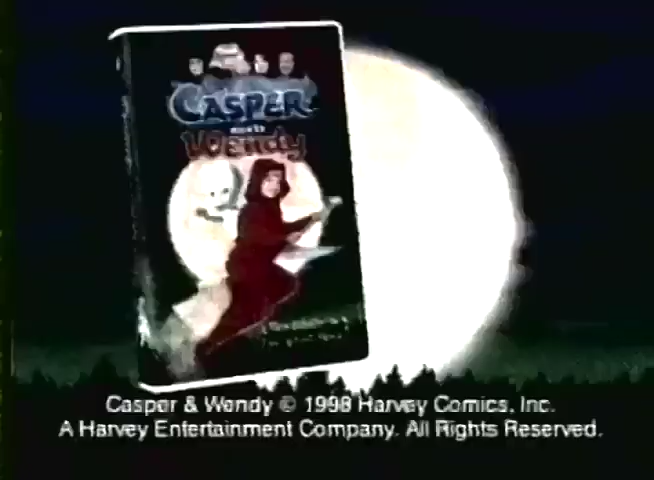 CASPER
meets
Wendy
Casper & Wendy © 1998 Harvey Comics, Inc.
A Harvey Entertainment Company. All Rights Reserved.